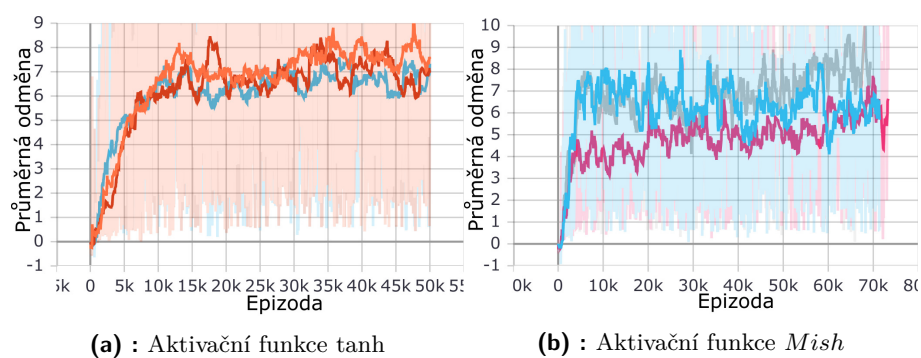 9
8
7
6
5
4
3
2
1
0
-1
Průměrná odměna
5k 0 5k 10k 15k 20k 25k 30k 35k 40k 45k 50k 55
Epizoda
(a) : Aktivační funkce tanh
10
9
8
7
6
5
4
3
2
1
0
-1
Průměrná odměna
0k 0 10k 20k 30k 40k 50k 60k 70k 80
Epizoda
(b) : Aktivační funkce Mish